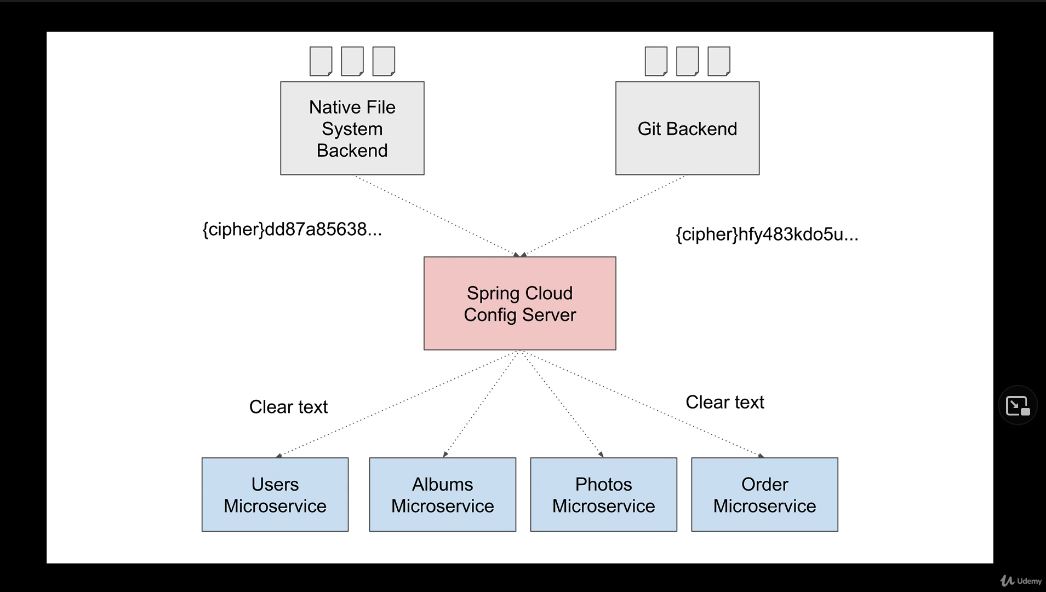 Native File
System
Backend
Git Backend
{cipher}dd87a85638...
{cipher}hfy483kdo5u...
Spring Cloud
Config Server
Clear text
Clear text
Users
Microservice
Albums
Microservice
Photos
Microservice
Order
Microservice
Udemy